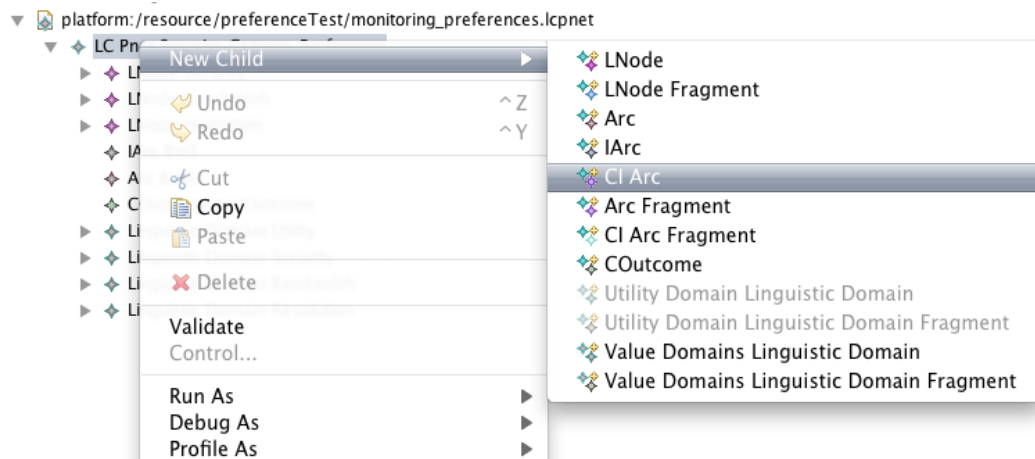 platform:/resource/preferenceTest/monitoring_preferences.lcpnet
LC
New Child
Undo ^Z
Redo ^Y
Cut
Copy
Paste
Delete
Validate
Control...
Run As
Debug As
Profile As
LNode
LNode Fragment
Arc
IArc
CI Arc
Arc Fragment
CI Arc Fragment
COutcome
Utility Domain Linguistic Domain
Utility Domain Linguistic Domain Fragment
Value Domains Linguistic Domain
Value Domains Linguistic Domain Fragment